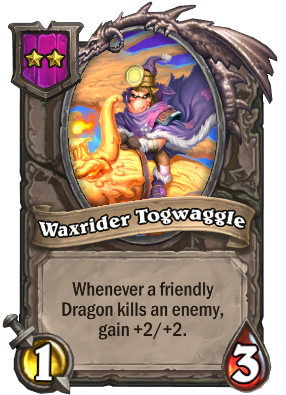 Waxrider Togwaggle
Whenever a friendly
Dragon kills an enemy,
gain +2/+2.
1
3